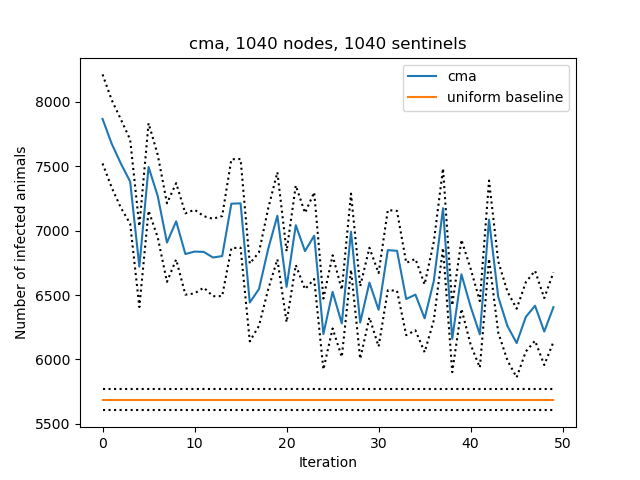 cma, 1040 nodes, 1040 sentinels
cma
uniform baseline
Number of infected animals
8000
7500
7000
6500
6000
5500
0 10 20 30 40 50
Iteration